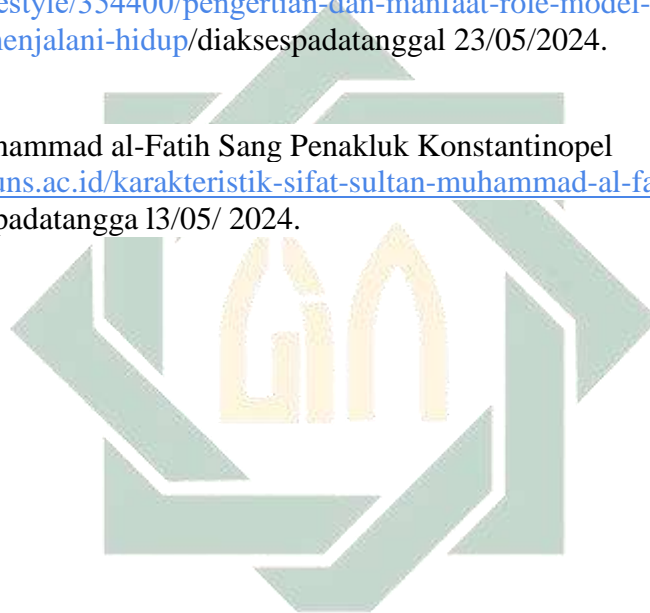 estyle/354400/pengertian-dan-manfaat-role-model-
menjalani-hidup/diaksespadatanggal 23/05/2024.
hammad al-Fatih Sang Penakluk Konstantinopel
uns.ac.id/karakteristik-sifat-sultan-muhammad-al-fa
padatangga l3/05/ 2024.